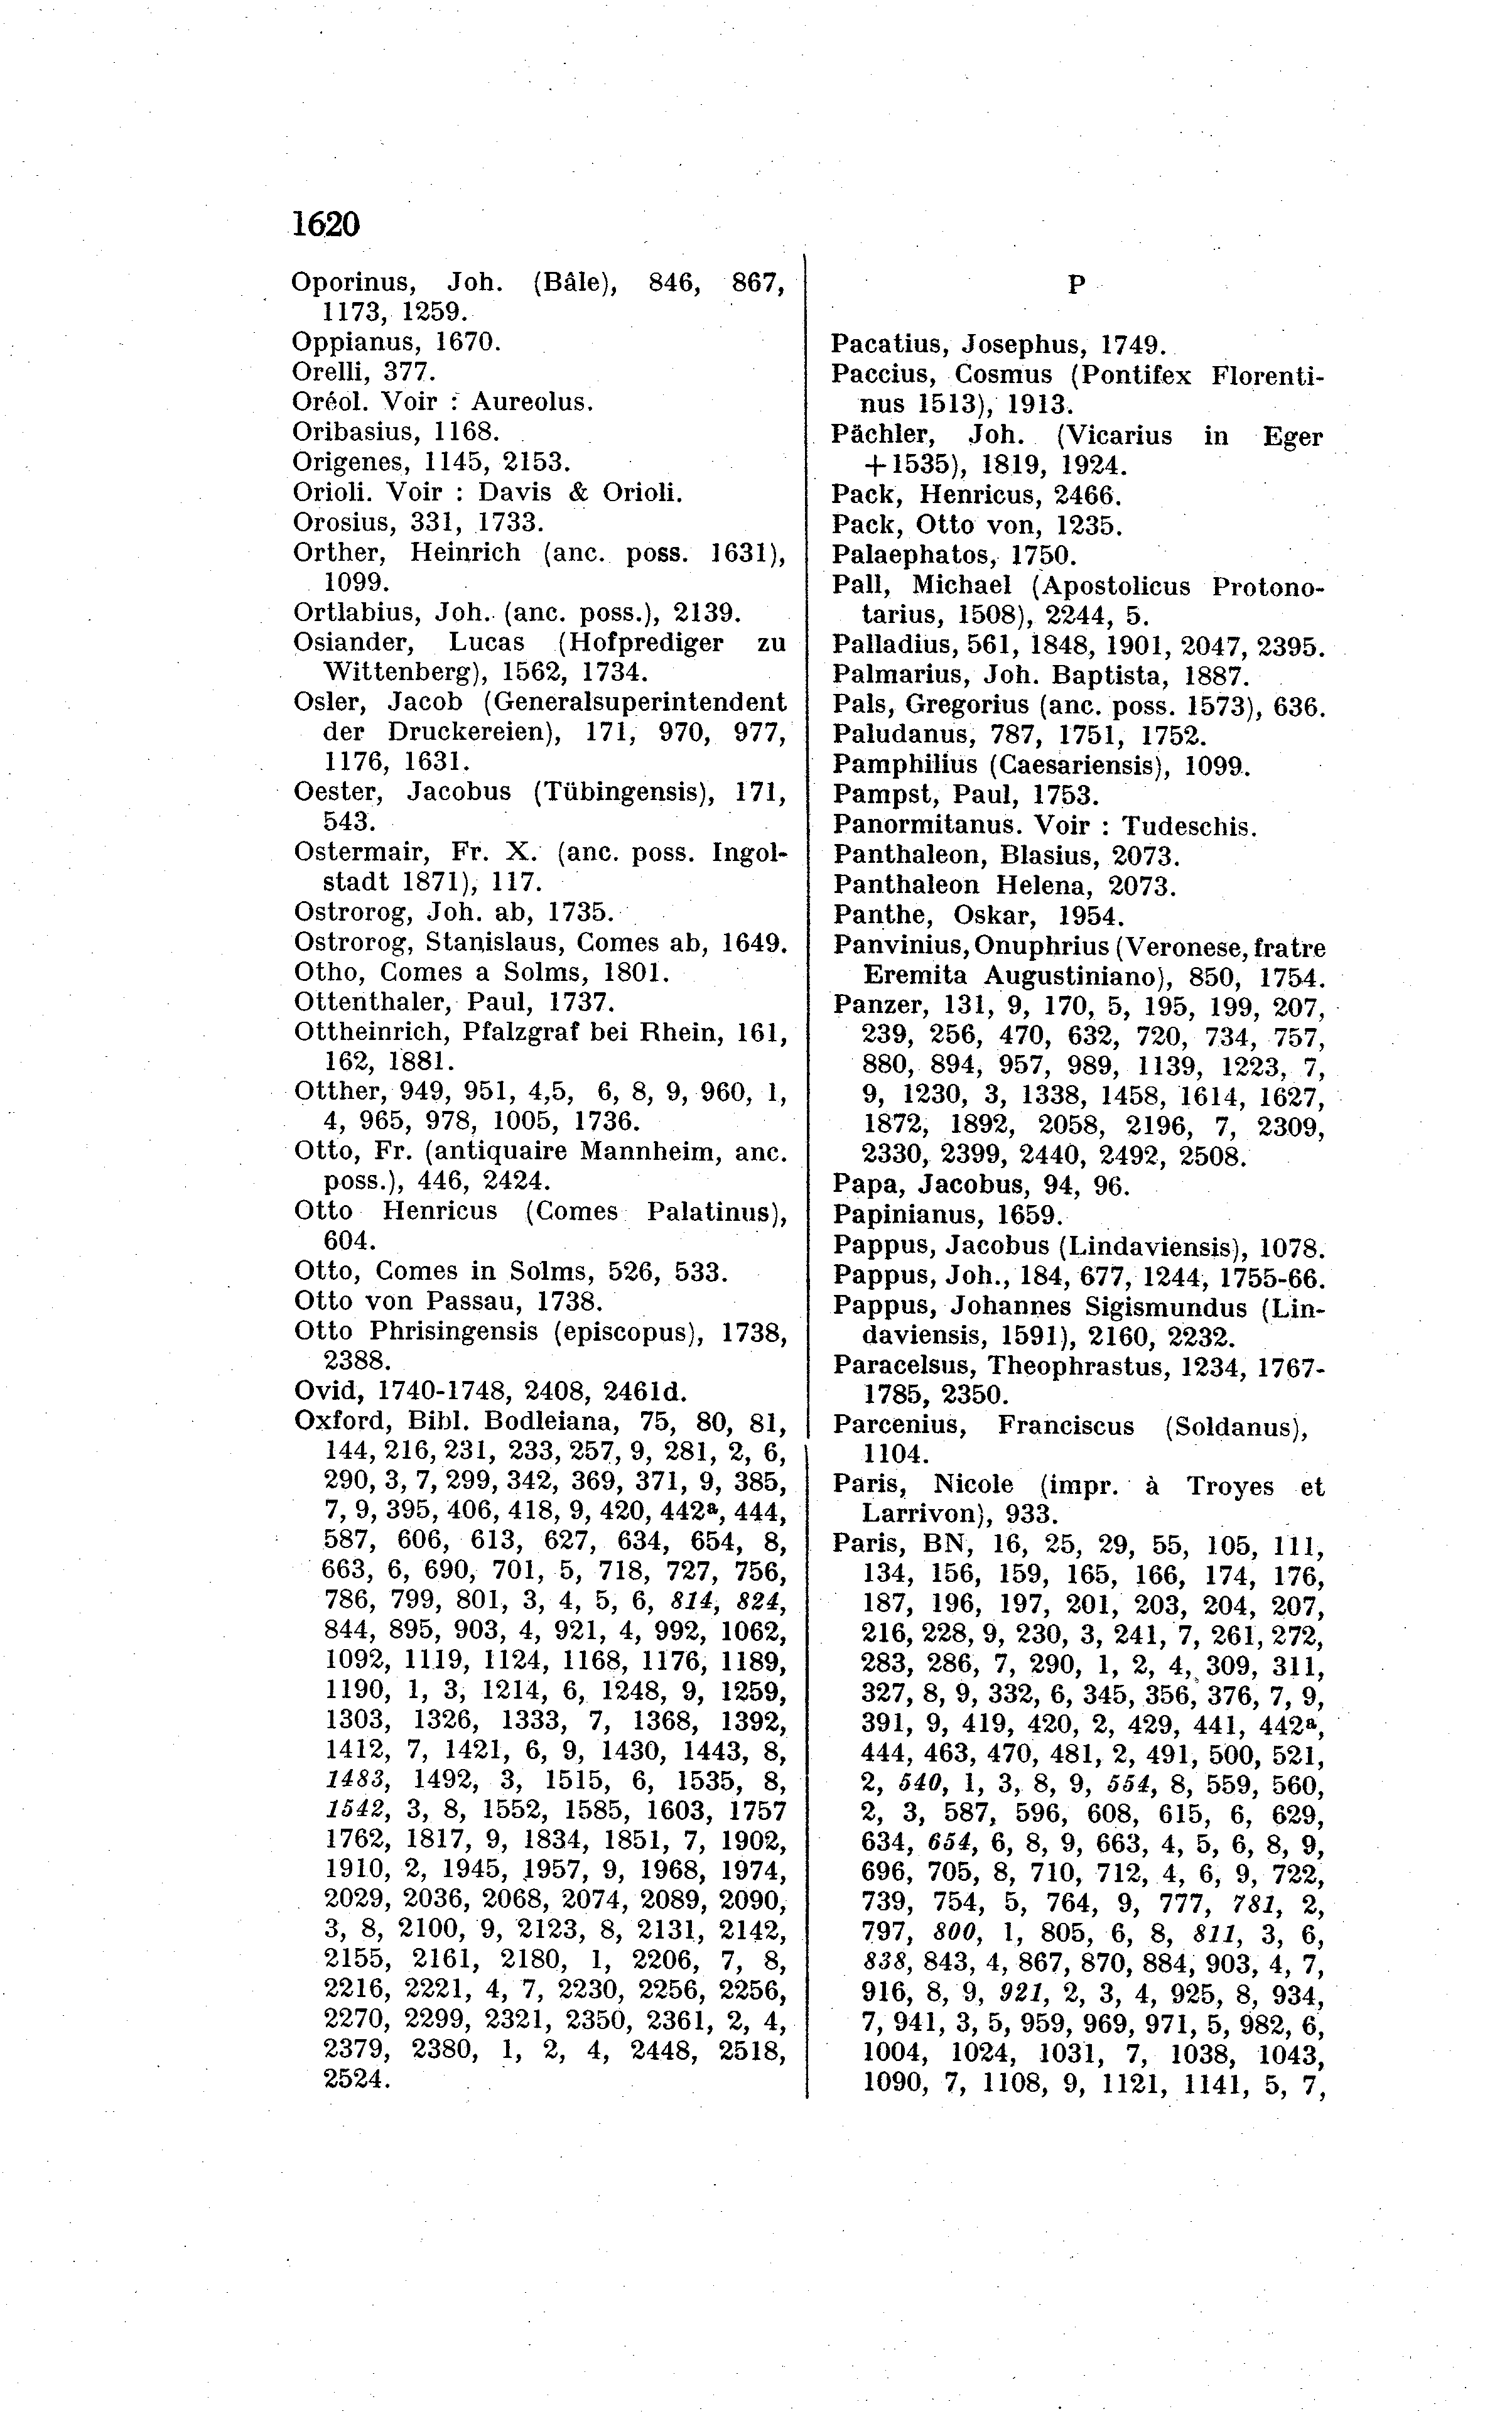 1620
Oporinus, Joh. (Bâle), 846, 867,
1173, 1259.
Oppianus, 1670.
Orelli, 377.
Oréol. Voir : Aureolus.
Oribasius, 1168.
Origenes, 1145, 2153.
Orioli. Voir : Davis & Orioli.
Orosius, 331, 1733.
Orther, Heinrich (anc. poss. 1631),
1099.
Ortlabius, Joh. (anc. poss.), 2139.
Osiander, Lucas (Hofprediger zu
Wittenberg), 1562, 1734.
Osler, Jacob (Generalsuperintendent
der Druckereien), 171, 970, 977,
1176, 1631.
Oester, Jacobus (Tübingensis), 171,
543.
Ostermair, Fr. X. (anc. poss. Ingol-
stadt 1871), 117.
Ostrorog, Joh. ab, 1735.
Ostrorog, Stanislaus, Comes ab, 1649.
Otho, Comes a Solms, 1801.
Ottenthaler, Paul, 1737.
Ottheinrich, Pfalzgraf bei Rhein, 161,
162, 1881.
Otther, 949, 951, 4,5, 6, 8, 9, 960, 1,
4, 965, 978, 1005, 1736.
Otto, Fr. (antiquaire Mannheim, anc.
poss.), 446, 2424.
Otto Henricus (Comes Palatinus),
604.
Otto, Comes in Solms, 526, 533.
Otto von Passau, 1738.
Otto Phrisingensis (episcopus), 1738,
2388.
Ovid, 1740-1748, 2408, 2461d.
Oxford, Bibl. Bodleiana, 75, 80, 81,
144, 216, 231, 233, 257, 9, 281, 2, 6,
290, 3, 7, 299, 342, 369, 371, 9, 385,
7, 9, 395, 406, 418, 9, 420, 442ª, 444,
587, 606, 613, 627, 634, 654, 8,
663, 6, 690, 701, 5, 718, 727, 756,
786, 799, 801, 3, 4, 5, 6, 814, 824,
844, 895, 903, 4, 921, 4, 992, 1062,
1092, 1119, 1124, 1168, 1176, 1189,
1190, 1, 3, 1214, 6, 1248, 9, 1259,
1303, 1326, 1333, 7, 1368, 1392,
1412, 7, 1421, 6, 9, 1430, 1443, 8,
1483, 1492, 3, 1515, 6, 1535, 8,
1542, 3, 8, 1552, 1585, 1603, 1757
1762, 1817, 9, 1834, 1851, 7, 1902,
1910, 2, 1945, 1957, 9, 1968, 1974,
2029, 2036, 2068, 2074, 2089, 2090,
3, 8, 2100, 9, 2123, 8, 2131, 2142,
2155, 2161, 2180, 1, 2206, 7, 8,
2216, 2221, 4, 7, 2230, 2256, 2256,
2270, 2299, 2321, 2350, 2361, 2, 4,
2379, 2380, 1, 2, 4, 2448, 2518,
2524.
P
Pacatius, Josephus, 1749.
Paccius, Cosmus (Pontifex Florenti-
nus 1513), 1913.
Pächler, Joh. (Vicarius in Eger
+1535), 1819, 1924.
Pack, Henricus, 2466.
Pack, Otto von, 1235.
Palaephatos, 1750.
Pall, Michael (Apostolicus Protono-
tarius, 1508), 2244, 5.
Palladius, 561, 1848, 1901, 2047, 2395.
Palmarius, Joh. Baptista, 1887.
Pals, Gregorius (anc. poss. 1573), 636.
Paludanus, 787, 1751, 1752.
Pamphilius (Caesariensis), 1099.
Pampst, Paul, 1753.
Panormitanus. Voir : Tudeschis.
Panthaleon, Blasius, 2073.
Panthaleon Helena, 2073.
Panthe, Oskar, 1954.
Panvinius, Onuphrius (Veronese, fratre
Eremita Augustiniano), 850, 1754.
Panzer, 131, 9, 170, 5, 195, 199, 207,
239, 256, 470, 632, 720, 734, 757,
880, 894, 957, 989, 1139, 1223, 7,
9, 1230, 3, 1338, 1458, 1614, 1627,
1872, 1892, 2058, 2196, 7, 2309,
2330, 2399, 2440, 2492, 2508.
Papa, Jacobus, 94, 96.
Papinianus, 1659.
Pappus, Jacobus (Lindaviensis), 1078.
Pappus, Joh., 184, 677, 1244, 1755-66.
Pappus, Johannes Sigismundus (Lin-
daviensis, 1591), 2160, 2232.
Paracelsus, Theophrastus, 1234, 1767-
1785, 2350.
Parcenius, Franciscus (Soldanus),
1104.
Paris, Nicole (impr. à Troyes et
Larrivon), 933.
Paris, BN, 16, 25, 29, 55, 105, 111,
134, 156, 159, 165, 166, 174, 176,
187, 196, 197, 201, 203, 204, 207,
216, 228, 9, 230, 3, 241, 7, 261, 272,
283, 286, 7, 290, 1, 2, 4, 309, 311,
327, 8, 9, 332, 6, 345, 356, 376, 7, 9,
391, 9, 419, 420, 2, 429, 441, 442ª,
444, 463, 470, 481, 2, 491, 500, 521,
2, 540, 1, 3, 8, 9, 554, 8, 559, 560,
2, 3, 587, 596, 608, 615, 6, 629,
634, 654, 6, 8, 9, 663, 4, 5, 6, 8, 9,
696, 705, 8, 710, 712, 4, 6, 9, 722,
739, 754, 5, 764, 9, 777, 781, 2,
797, 800, 1, 805, 6, 8, 811, 3, 6,
838, 843, 4, 867, 870, 884, 903, 4, 7,
916, 8, 9, 921, 2, 3, 4, 925, 8, 934,
7, 941, 3, 5, 959, 969, 971, 5, 982, 6,
1004, 1024, 1031, 7, 1038, 1043,
1090, 7, 1108, 9, 1121, 1141, 5, 7,